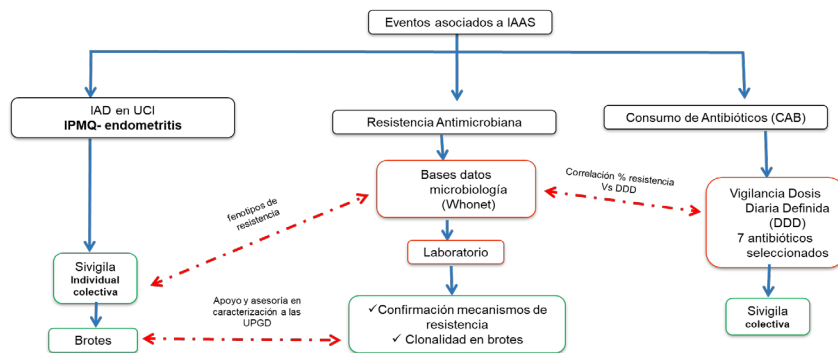 Eventos asociados a IAAS
IAD en UCI
IPMQ- endometritis
Resistencia Antimicrobiana
Consumo de Antibióticos (CAB)
Bases datos
microbiología
(Whonet)
Correlación % resistencia
Vs DDD
Vigilancia Dosis
Diaria Definida
(DDD)
7 antibióticos
seleccionados
fenotipos de
resistencia
Laboratorio
Sivigila
Individual
colectiva
Apoyo y asesoría en
caracterización a las
UPGD
✓Confirmación mecanismos de
resistencia
✓ Clonalidad en brotes
Sivigila
colectiva
Brotes